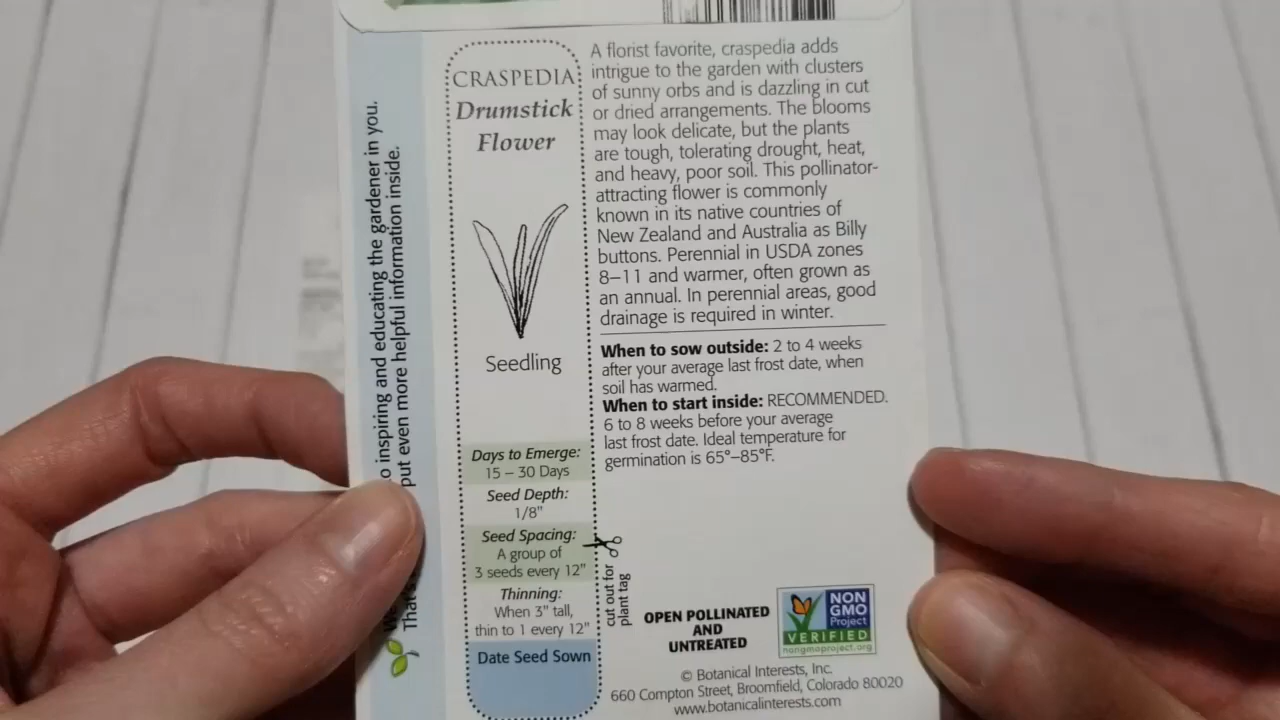 o inspiring and educating the gardener in you.
put even more helpful information inside.
CRASPEDIA
Drumstick
Flower
Seedling
Days to Emerge:
15 – 30 Days
Seed Depth:
1/8"
Seed Spacing:
A group of
3 seeds every 12"
Thinning:
When 3" tall,
thin to 1 every 12"
Date Seed Sown
cut out for
plant tag
A florist favorite, craspedia adds
intrigue to the garden with clusters
of sunny orbs and is dazzling in cut
or dried arrangements. The blooms
may look delicate, but the plants
are tough, tolerating drought, heat,
and heavy, poor soil. This pollinator-
attracting flower is commonly
known in its native countries of
New Zealand and Australia as Billy
buttons. Perennial in USDA zones
8–11 and warmer, often grown as
an annual. In perennial areas, good
drainage is required in winter.
When to sow outside: 2 to 4 weeks
after your average last frost date, when
soil has warmed.
When to start inside: RECOMMENDED.
6 to 8 weeks before your average
last frost date. Ideal temperature for
germination is 65°–85°F.
OPEN POLLINATED
AND
UNTREATED
NON
GMO
Project
VERIFIED
nongmoproject.org
© Botanical Interests, Inc.
660 Compton Street, Broomfield, Colorado 80020
www.botanicalinterests.com